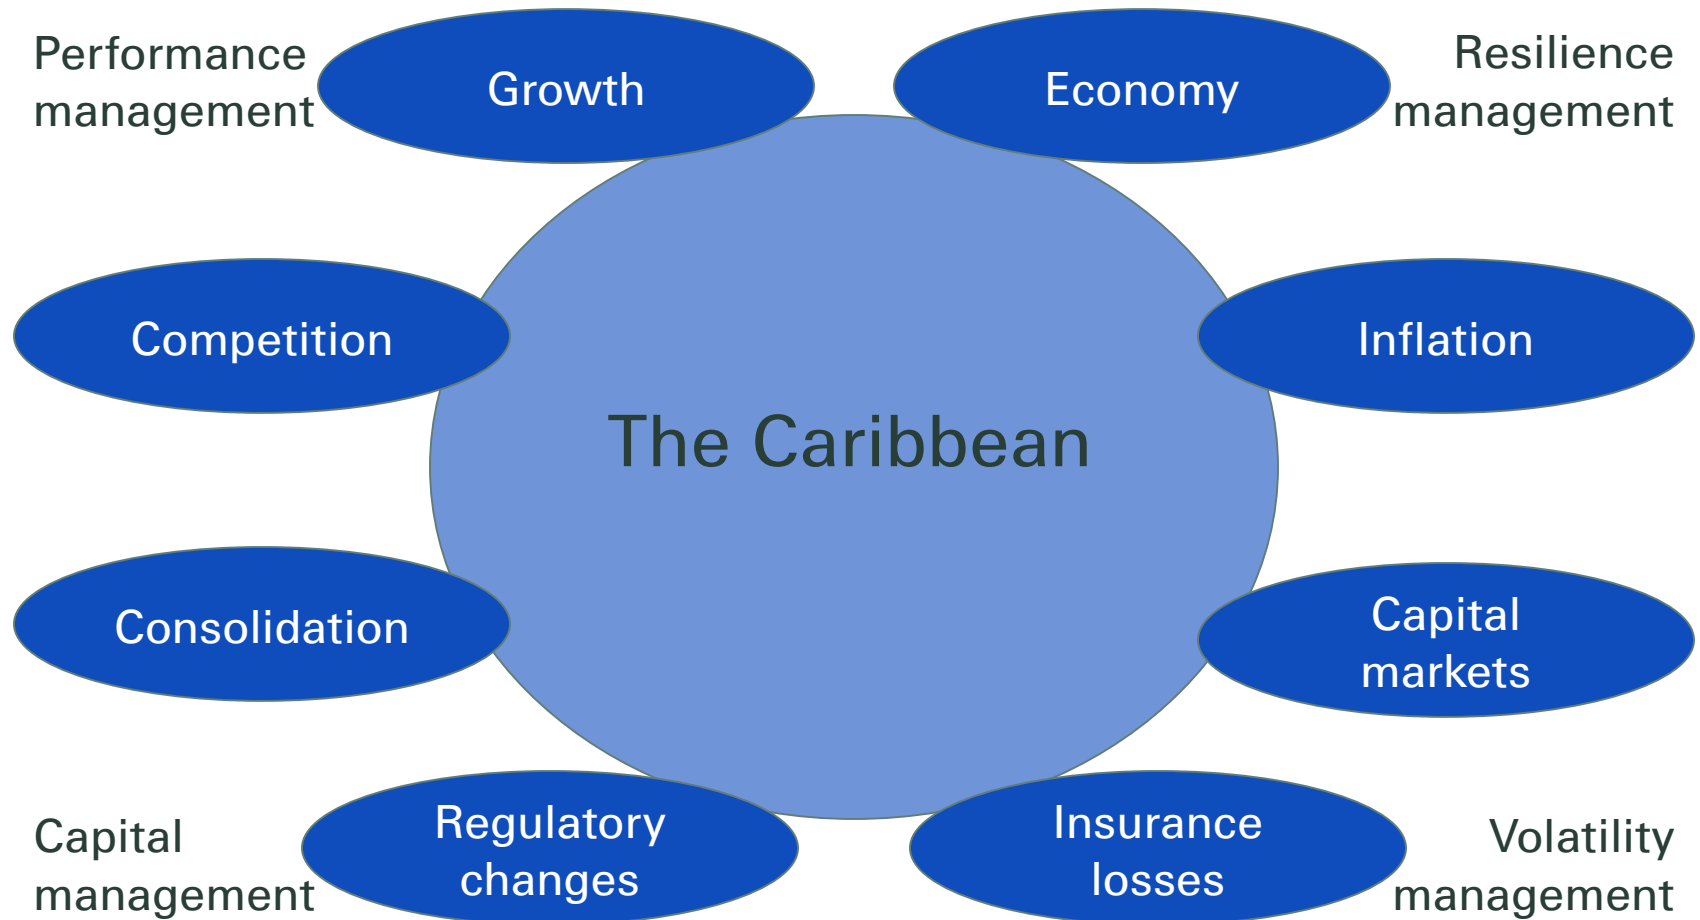 Performance
management
Growth
Economy
Resilience
management
Competition
Inflation
The Caribbean
Consolidation
Capital
markets
Capital
management
Regulatory
changes
Insurance
losses
Volatility
management